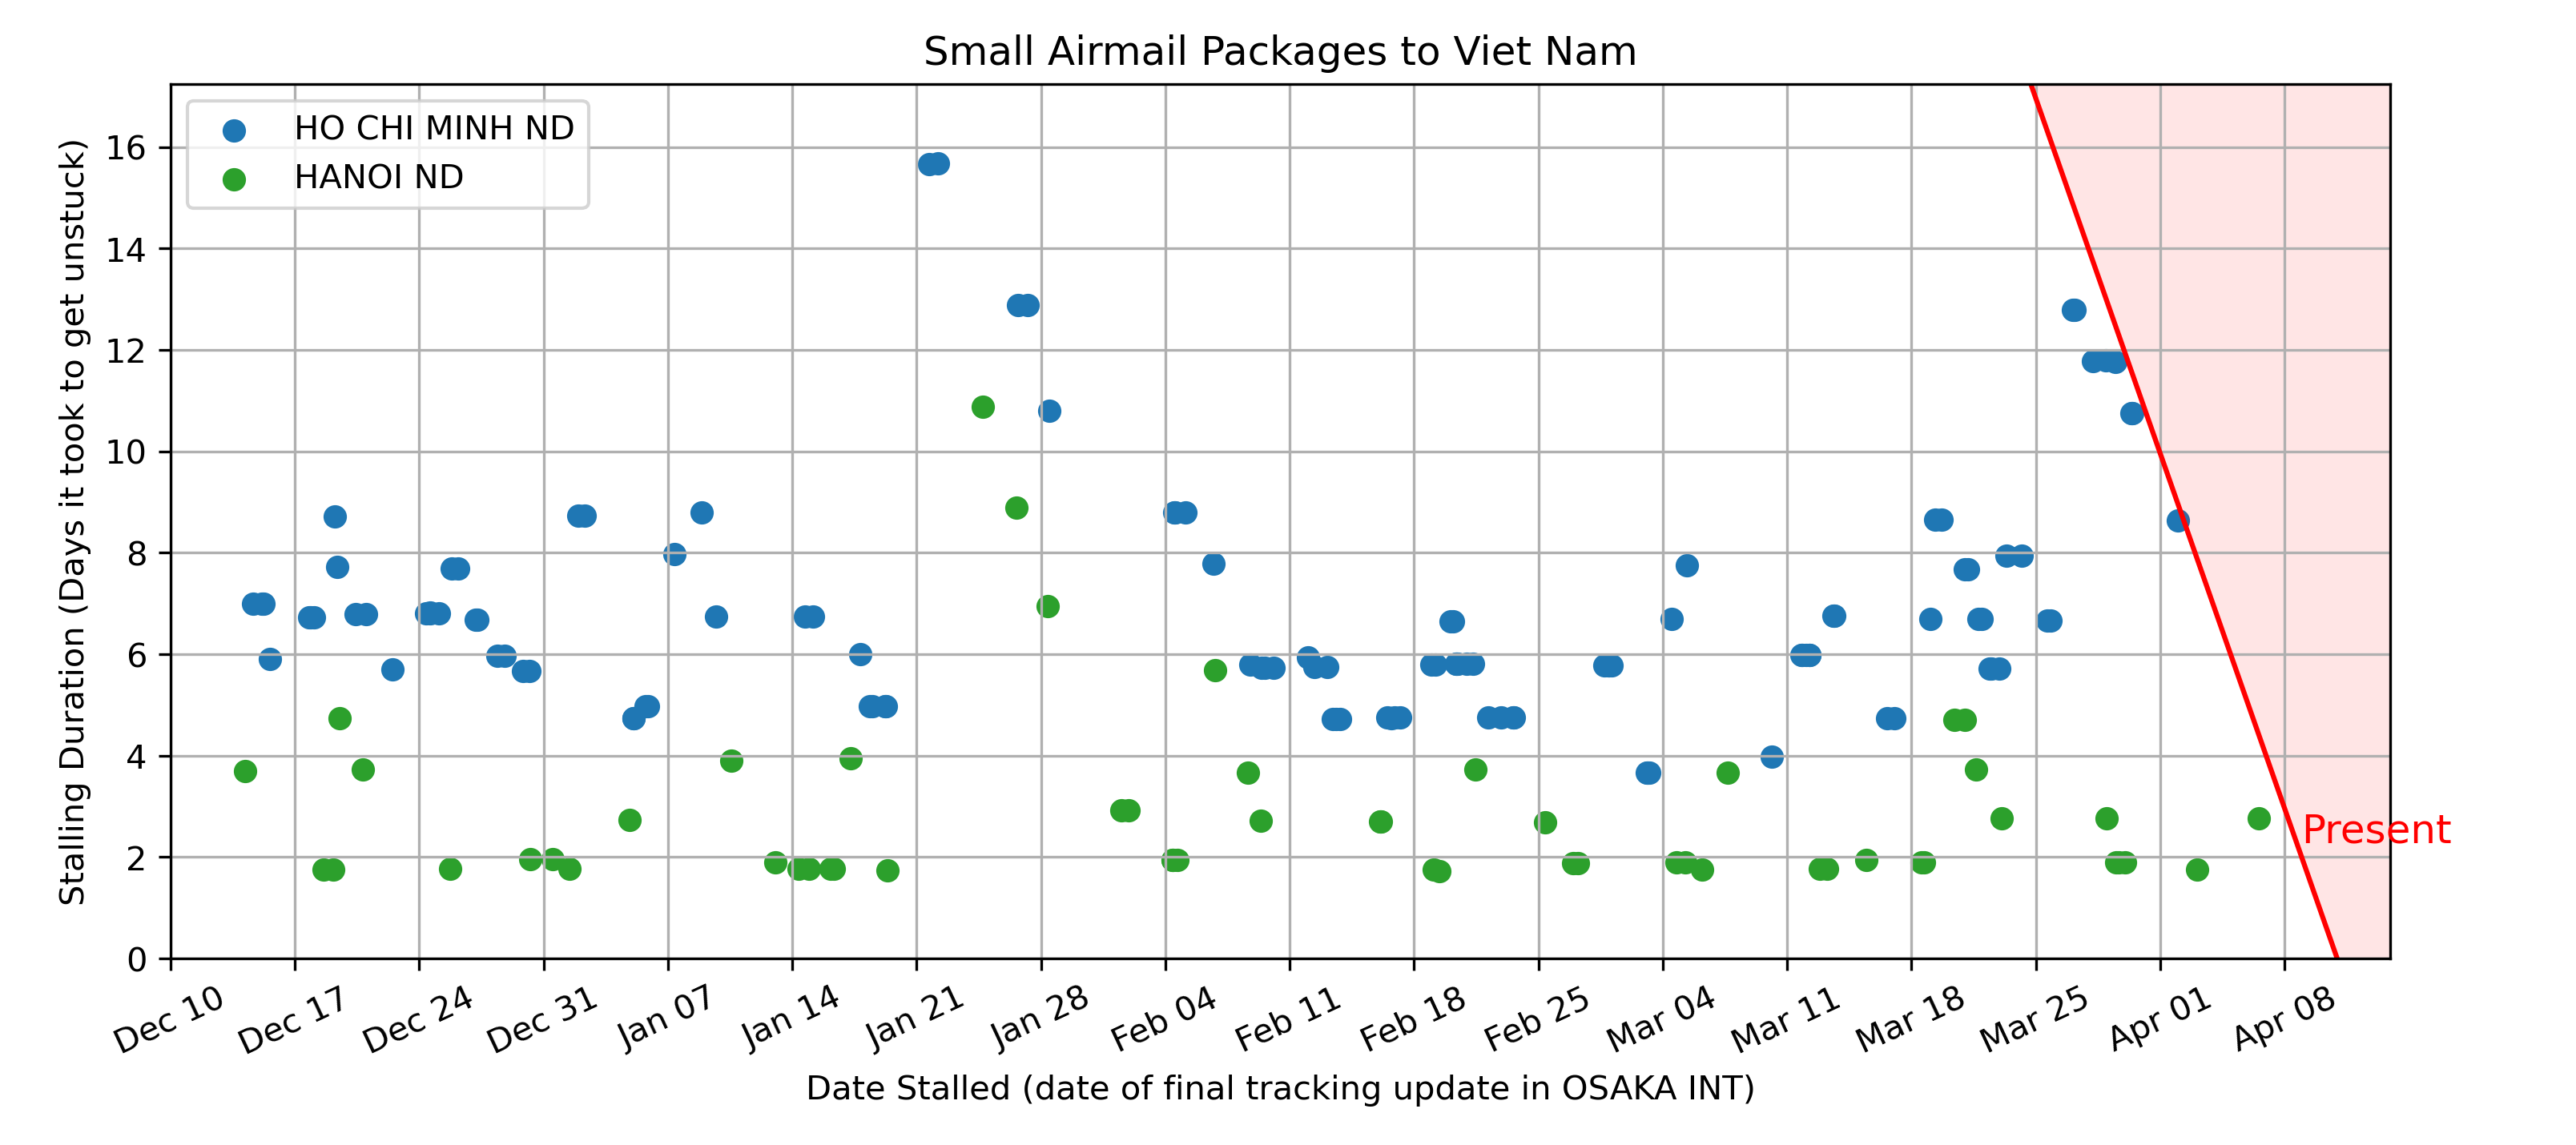 Small Airmail Packages to Viet Nam
HO CHI MINH ND
HANOI ND
Stalling Duration (Days it took to get unstuck)
16
14
12
10
8
6
4
2
0
Present
Dec 10
Dec 17
Dec 24
Dec 31
Jan 07
Jan 14
Jan 21
Jan 28
Feb 04
Feb 11
Feb 18
Feb 25
Mar 04
Mar 11
Mar 18
Mar 25
Apr 01
Apr 08
Date Stalled (date of final tracking update in OSAKA INT)